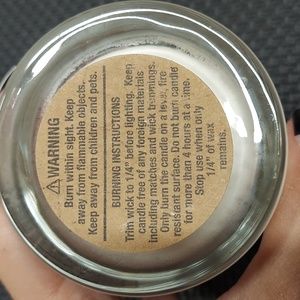 ⚠ WARNING
Burn within sight. Keep
away from flammable objects.
Keep away from children and pets.
BURNING INSTRUCTIONS
Trim wick to 1/4" before lighting. Keep
candle free of any foreign materials
including matches and wick trimmings.
Only burn the candle on a level, fire
resistant surface. Do not burn candle
for more than 4 hours at a time.
Stop use when only
1/4" of wax
remains.